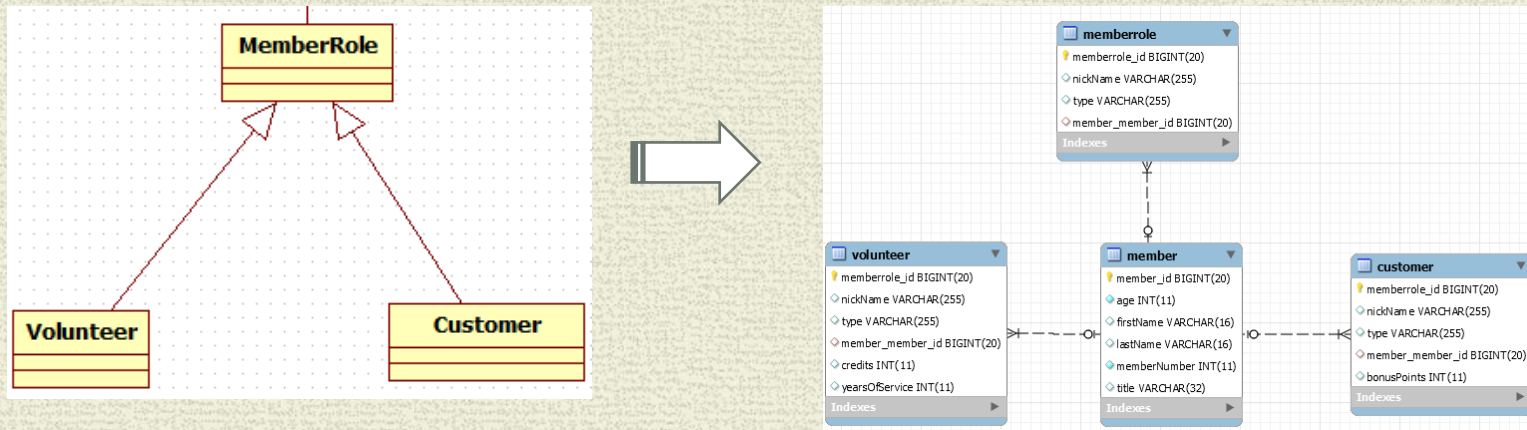 MemberRole
Volunteer
Customer
memberrole
memberrole_id BIGINT(20)
nickName VARCHAR(255)
type VARCHAR(255)
member_member_id BIGINT(20)
Indexes
volunteer
memberrole_id BIGINT(20)
nickName VARCHAR(255)
type VARCHAR(255)
member_member_id BIGINT(20)
credits INT(11)
yearsOfService INT(11)
Indexes
member
member_id BIGINT(20)
age INT(11)
firstName VARCHAR(16)
lastName VARCHAR(16)
memberNumber INT(11)
title VARCHAR(32)
Indexes
customer
memberrole_id BIGINT(20)
nickName VARCHAR(255)
type VARCHAR(255)
member_member_id BIGINT(20)
bonusPoints INT(11)
Indexes